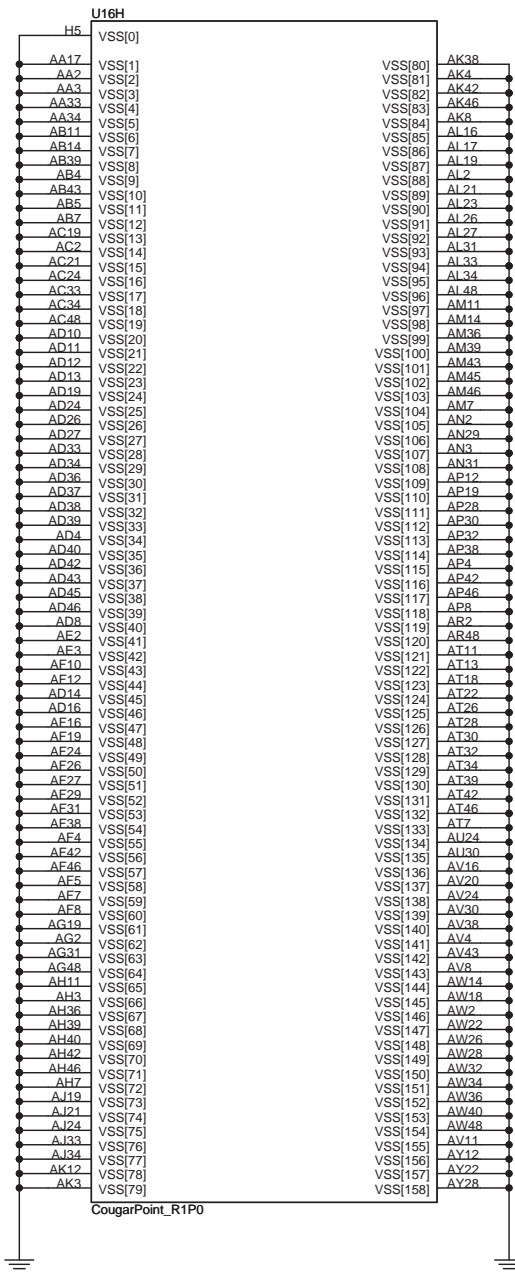 U16H
H5 VSS[0]
AA17 VSS[1]
AA2 VSS[2]
AA3 VSS[3]
AA33 VSS[4]
AA34 VSS[5]
AB11 VSS[6]
AB14 VSS[7]
AB39 VSS[8]
AB4 VSS[9]
AB43 VSS[10]
AB5 VSS[11]
AB7 VSS[12]
AC19 VSS[13]
AC2 VSS[14]
AC21 VSS[15]
AC24 VSS[16]
AC33 VSS[17]
AC34 VSS[18]
AC48 VSS[19]
AD10 VSS[20]
AD11 VSS[21]
AD12 VSS[22]
AD13 VSS[23]
AD19 VSS[24]
AD24 VSS[25]
AD26 VSS[26]
AD27 VSS[27]
AD33 VSS[28]
AD34 VSS[29]
AD36 VSS[30]
AD37 VSS[31]
AD38 VSS[32]
AD39 VSS[33]
AD4 VSS[34]
AD40 VSS[35]
AD42 VSS[36]
AD43 VSS[37]
AD45 VSS[38]
AD46 VSS[39]
AD8 VSS[40]
AE2 VSS[41]
AE3 VSS[42]
AF10 VSS[43]
AF12 VSS[44]
AD14 VSS[45]
AD16 VSS[46]
AF16 VSS[47]
AF19 VSS[48]
AF24 VSS[49]
AF26 VSS[50]
AF27 VSS[51]
AF29 VSS[52]
AF31 VSS[53]
AF38 VSS[54]
AF4 VSS[55]
AF42 VSS[56]
AF46 VSS[57]
AF5 VSS[58]
AF7 VSS[59]
AF8 VSS[60]
AG19 VSS[61]
AG2 VSS[62]
AG31 VSS[63]
AG48 VSS[64]
AH11 VSS[65]
AH3 VSS[66]
AH36 VSS[67]
AH39 VSS[68]
AH40 VSS[69]
AH42 VSS[70]
AH46 VSS[71]
AH7 VSS[72]
AJ19 VSS[73]
AJ21 VSS[74]
AJ24 VSS[75]
AJ33 VSS[76]
AJ34 VSS[77]
AK12 VSS[78]
AK3 VSS[79]
VSS[80] AK38
VSS[81] AK4
VSS[82] AK42
VSS[83] AK46
VSS[84] AK8
VSS[85] AL16
VSS[86] AL17
VSS[87] AL19
VSS[88] AL2
VSS[89] AL21
VSS[90] AL23
VSS[91] AL26
VSS[92] AL27
VSS[93] AL31
VSS[94] AL33
VSS[95] AL34
VSS[96] AL48
VSS[97] AM11
VSS[98] AM14
VSS[99] AM36
VSS[100] AM39
VSS[101] AM43
VSS[102] AM45
VSS[103] AM46
VSS[104] AM7
VSS[105] AN2
VSS[106] AN29
VSS[107] AN3
VSS[108] AN31
VSS[109] AP12
VSS[110] AP19
VSS[111] AP28
VSS[112] AP30
VSS[113] AP32
VSS[114] AP38
VSS[115] AP4
VSS[116] AP42
VSS[117] AP46
VSS[118] AP8
VSS[119] AR2
VSS[120] AR48
VSS[121] AT11
VSS[122] AT13
VSS[123] AT18
VSS[124] AT22
VSS[125] AT26
VSS[126] AT28
VSS[127] AT30
VSS[128] AT32
VSS[129] AT34
VSS[130] AT39
VSS[131] AT42
VSS[132] AT46
VSS[133] AT7
VSS[134] AU24
VSS[135] AU30
VSS[136] AV16
VSS[137] AV20
VSS[138] AV24
VSS[139] AV30
VSS[140] AV38
VSS[141] AV4
VSS[142] AV43
VSS[143] AV8
VSS[144] AW14
VSS[145] AW18
VSS[146] AW2
VSS[147] AW22
VSS[148] AW26
VSS[149] AW28
VSS[150] AW32
VSS[151] AW34
VSS[152] AW36
VSS[153] AW40
VSS[154] AW48
VSS[155] AV11
VSS[156] AY12
VSS[157] AY22
VSS[158] AY28
CougarPoint_R1P0